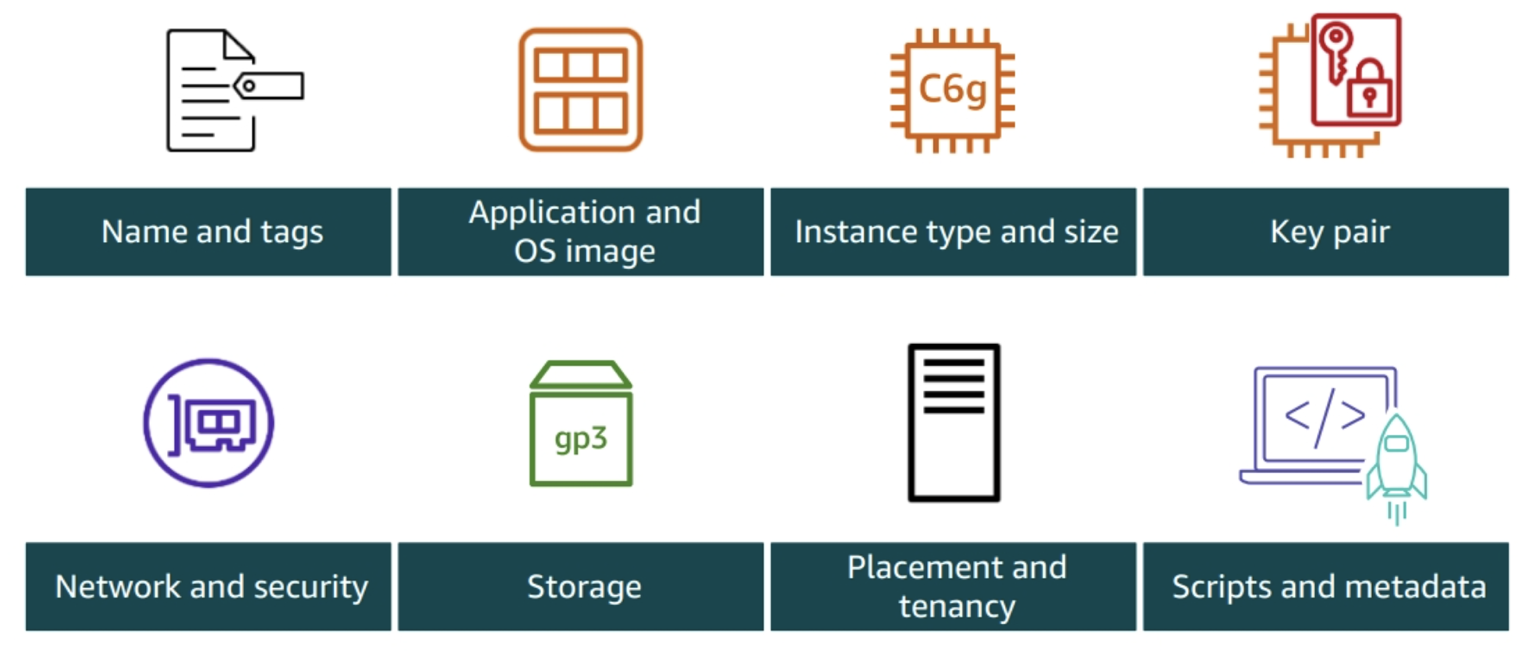 C6g
Name and tags
Application and
OS image
Instance type and size
Key pair
gp3
</>
Network and security
Storage
Placement and
tenancy
Scripts and metadata